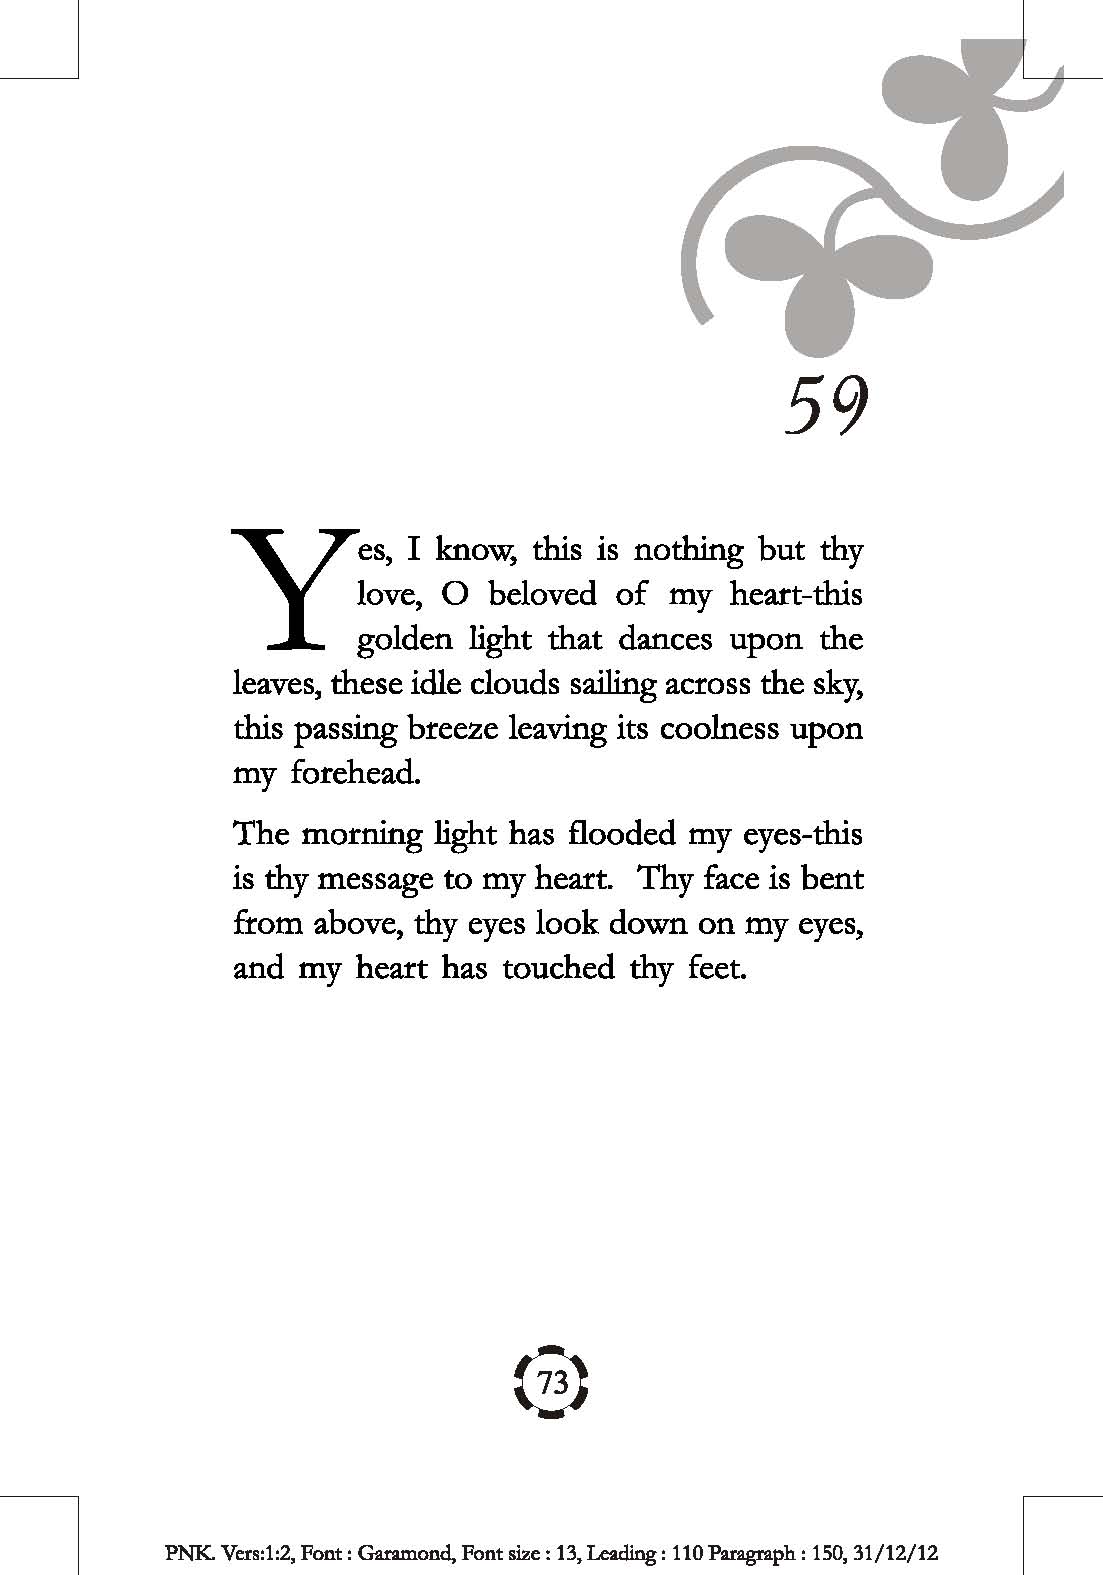 59
Yes, I know, this is nothing but thy
love, O beloved of my heart-this
golden light that dances upon the
leaves, these idle clouds sailing across the sky,
this passing breeze leaving its coolness upon
my forehead.
The morning light has flooded my eyes-this
is thy message to my heart.  Thy face is bent
from above, thy eyes look down on my eyes,
and my heart has touched thy feet.
73
PNK. Vers:1:2, Font : Garamond, Font size : 13, Leading : 110 Paragraph : 150, 31/12/12